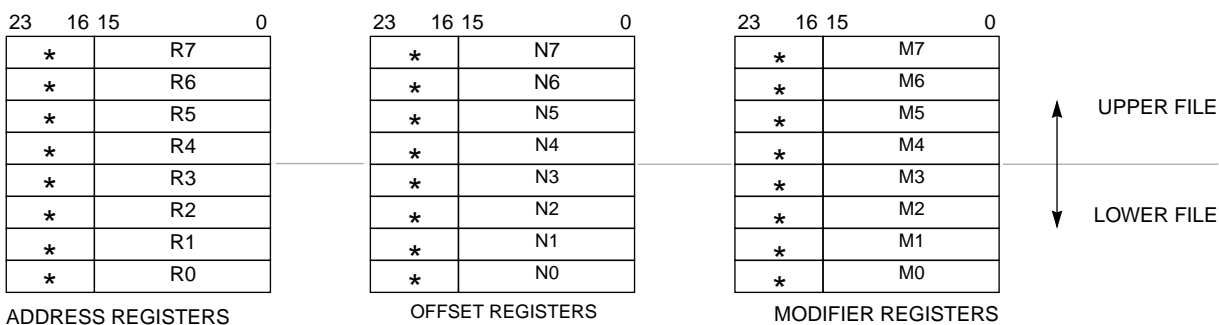 23 16 15 0 23 16 15 0 23 16 15 0
* R7 * N7 * M7
* R6 * N6 * M6
* R5 * N5 * M5 UPPER FILE
* R4 * N4 * M4
* R3 * N3 * M3
* R2 * N2 * M2 LOWER FILE
* R1 * N1 * M1
* R0 * N0 * M0
ADDRESS REGISTERS OFFSET REGISTERS MODIFIER REGISTERS